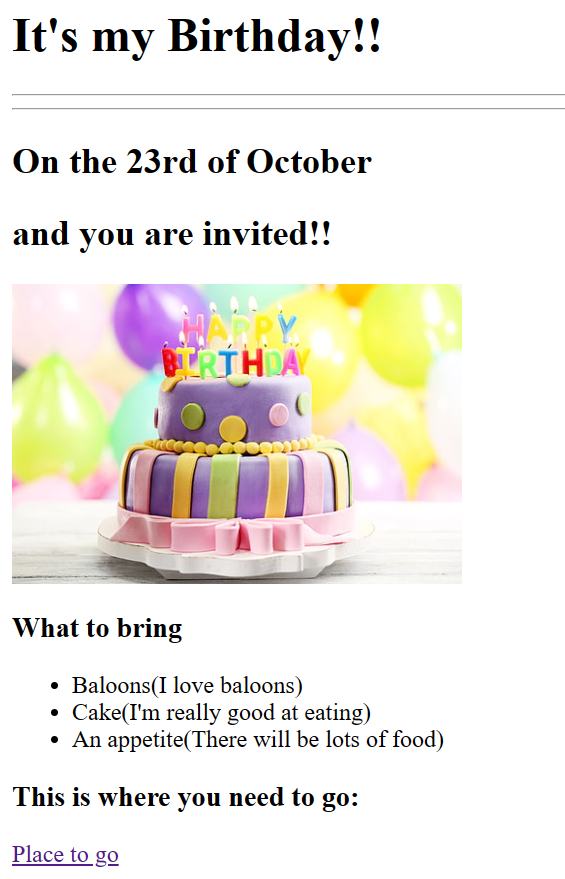 It's my Birthday!!
On the 23rd of October
and you are invited!!
HAPPY
BIRTHDAY
What to bring
Baloons(I love baloons)
Cake(I'm really good at eating)
An appetite(There will be lots of food)
This is where you need to go:
Place to go